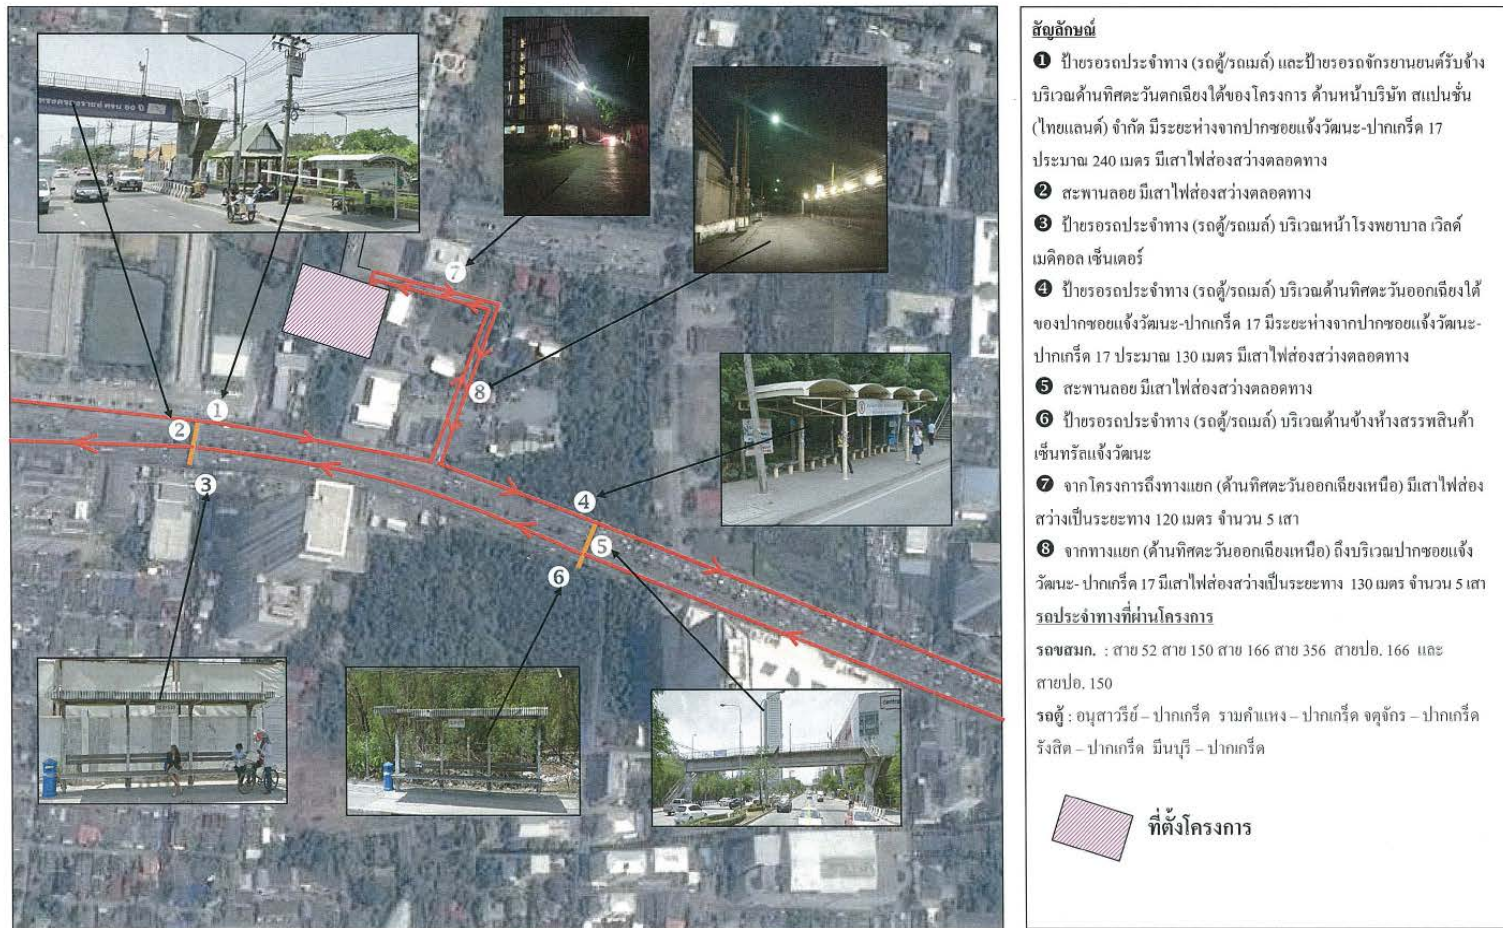 สัญลักษณ์
❶ ป้ายรอรถประจำทาง (รถตู้/รถเมล์) และป้ายรอรถจักรยานยนต์รับจ้าง
บริเวณด้านทิศตะวันตกเฉียงใต้ของโครงการ ด้านหน้าบริษัท สแปนชั่น
(ไทยแลนด์) จำกัด มีระยะห่างจากปากซอยแจ้งวัฒนะ-ปากเกร็ด 17
ประมาณ 240 เมตร มีเสาไฟส่องสว่างตลอดทาง
❷ สะพานลอย มีเสาไฟส่องสว่างตลอดทาง
❸ ป้ายรอรถประจำทาง (รถตู้/รถเมล์) บริเวณหน้าโรงพยาบาล เวิลด์
เมดิคอล เซ็นเตอร์
❹ ป้ายรอรถประจำทาง (รถตู้/รถเมล์) บริเวณด้านทิศตะวันออกเฉียงใต้
ของปากซอยแจ้งวัฒนะ-ปากเกร็ด 17 มีระยะห่างจากปากซอยแจ้งวัฒนะ-
ปากเกร็ด 17 ประมาณ 130 เมตร มีเสาไฟส่องสว่างตลอดทาง
❺ สะพานลอย มีเสาไฟส่องสว่างตลอดทาง
❻ ป้ายรอรถประจำทาง (รถตู้/รถเมล์) บริเวณด้านข้างห้างสรรพสินค้า
เซ็นทรัลแจ้งวัฒนะ
❼ จากโครงการถึงทางแยก (ด้านทิศตะวันออกเฉียงเหนือ) มีเสาไฟส่อง
สว่างเป็นระยะทาง 120 เมตร จำนวน 5 เสา
❽ จากทางแยก (ด้านทิศตะวันออกเฉียงเหนือ) ถึงบริเวณปากซอยแจ้ง
วัฒนะ- ปากเกร็ด 17 มีเสาไฟส่องสว่างเป็นระยะทาง 130 เมตร จำนวน 5 เสา
รถประจำทางที่ผ่านโครงการ
รถขสมก. : สาย 52 สาย 150 สาย 166 สาย 356 สายปอ. 166 และ
สายปอ. 150
รถตู้ : อนุสาวรีย์ – ปากเกร็ด รามคำแหง – ปากเกร็ด จตุจักร – ปากเกร็ด
รังสิต – ปากเกร็ด มีนบุรี – ปากเกร็ด
ที่ตั้งโครงการ
7
8
1
2
3
4
5
6